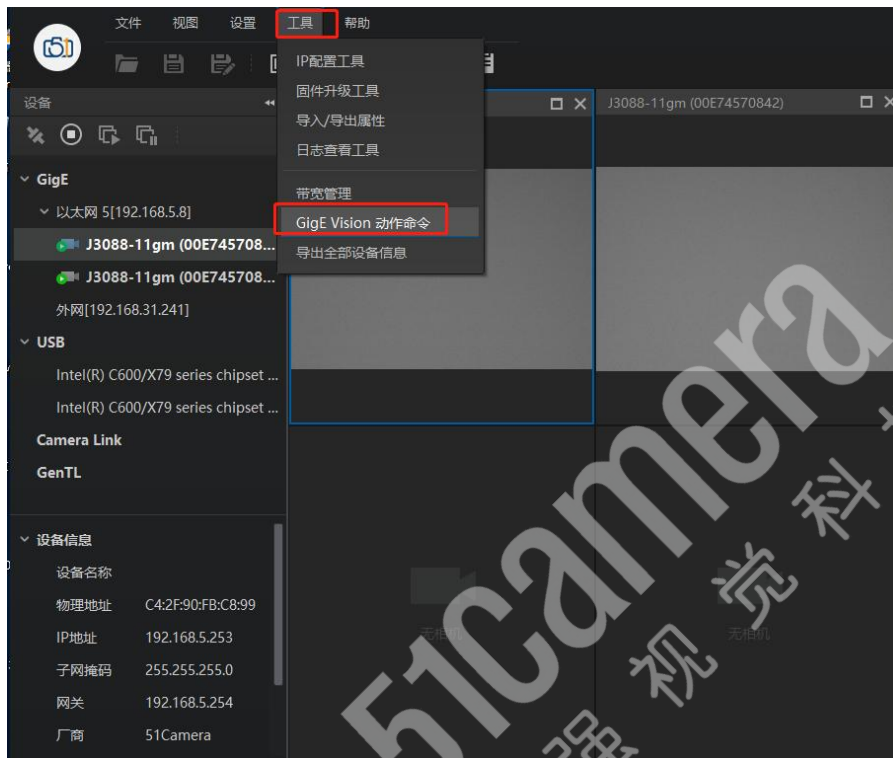 文件 视图 设置 工具 帮助
IP配置工具
固件升级工具
导入/导出属性
日志查看工具
带宽管理
GigE Vision 动作命令
导出全部设备信息
设备
J3088-11gm (00E74570842)
GigE
以太网 5[192.168.5.8]
J3088-11gm (00E745708...
J3088-11gm (00E745708...
外网[192.168.31.241]
USB
Intel(R) C600/X79 series chipset ...
Intel(R) C600/X79 series chipset ...
Camera Link
GenTL
设备信息
设备名称
物理地址 C4:2F:90:FB:C8:99
IP地址 192.168.5.253
子网掩码 255.255.255.0
网关 192.168.5.254
厂商 51Camera
无相机
无相机
51camera
强视觉科